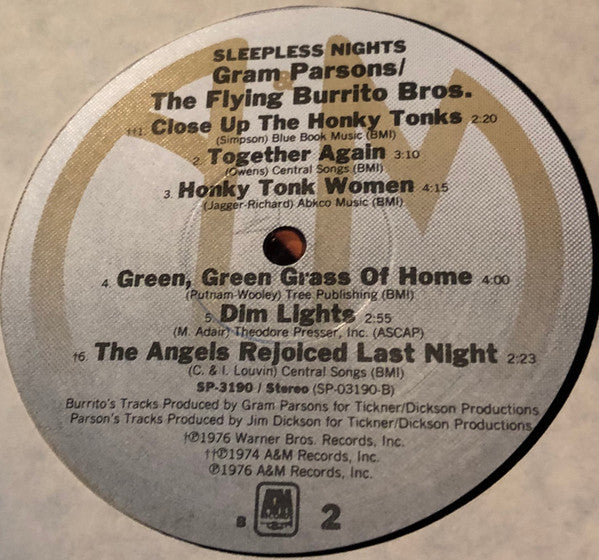 SLEEPLESS NIGHTS
Gram Parsons/
The Flying Burrito Bros.
††1. Close Up The Honky Tonks 2:20
(Simpson) Blue Book Music (BMI)
2. Together Again 3:10
(Owens) Central Songs (BMI)
3. Honky Tonk Women 4:15
(Jagger-Richard) Abkco Music (BMI)
4. Green, Green Grass Of Home 4:00
(Putnam-Wooley) Tree Publishing (BMI)
5. Dim Lights 2:55
(M. Adair) Theodore Presser, Inc. (ASCAP)
†6. The Angels Rejoiced Last Night 2:23
(C. & I. Louvin) Central Songs (BMI)
SP-3190 / Stereo (SP-03190-B)
Burrito's Tracks Produced by Gram Parsons for Tickner/Dickson Productions
Parson's Tracks Produced by Jim Dickson for Tickner/Dickson Productions
†℗1976 Warner Bros. Records, Inc.
††℗1974 A&M Records, Inc.
℗1976 A&M Records, Inc.
B A&M RECORDS 2